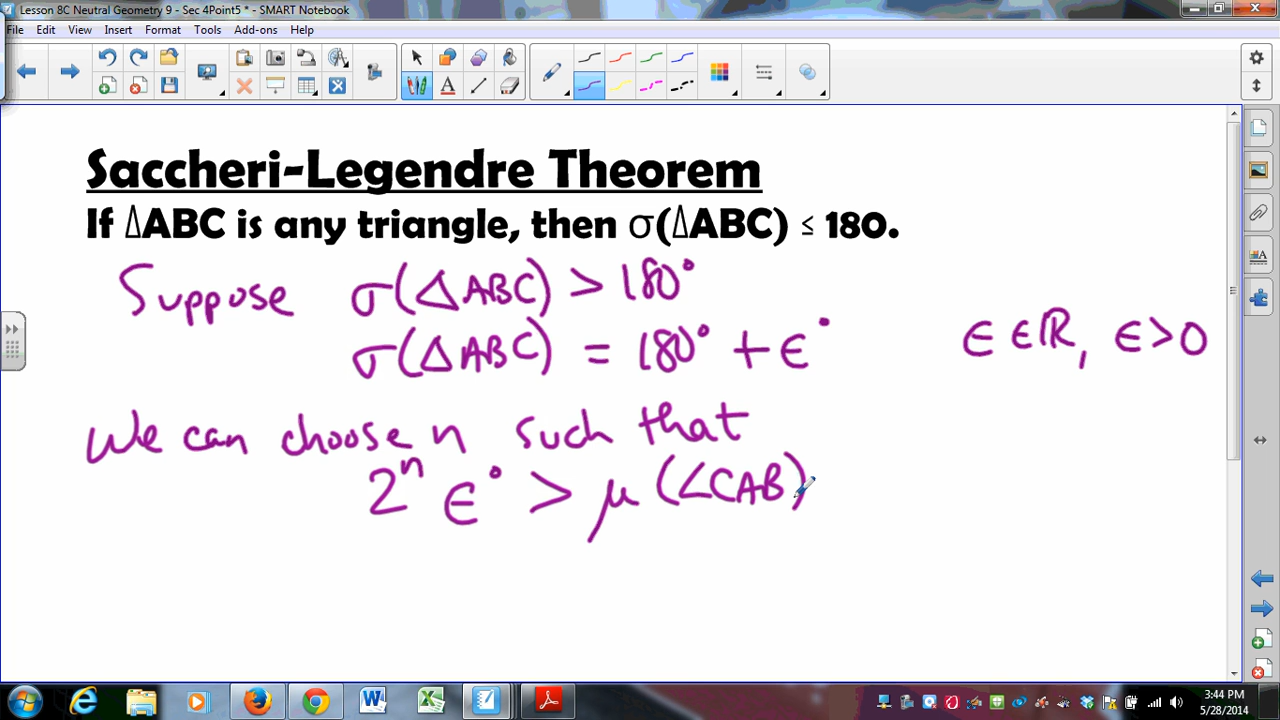 Lesson 8C Neutral Geometry 9 - Sec 4Point5 * - SMART Notebook
File Edit View Insert Format Tools Add-ons Help
Saccheri-Legendre Theorem
If ΔABC is any triangle, then σ(ΔABC) ≤ 180.
Suppose σ(△ABC) > 180°
σ(△ABC) = 180° + ϵ° ϵ ∈ ℝ, ϵ > 0
We can choose n such that
2ⁿ ϵ° > μ(∠CAB)
3:44 PM
5/28/2014